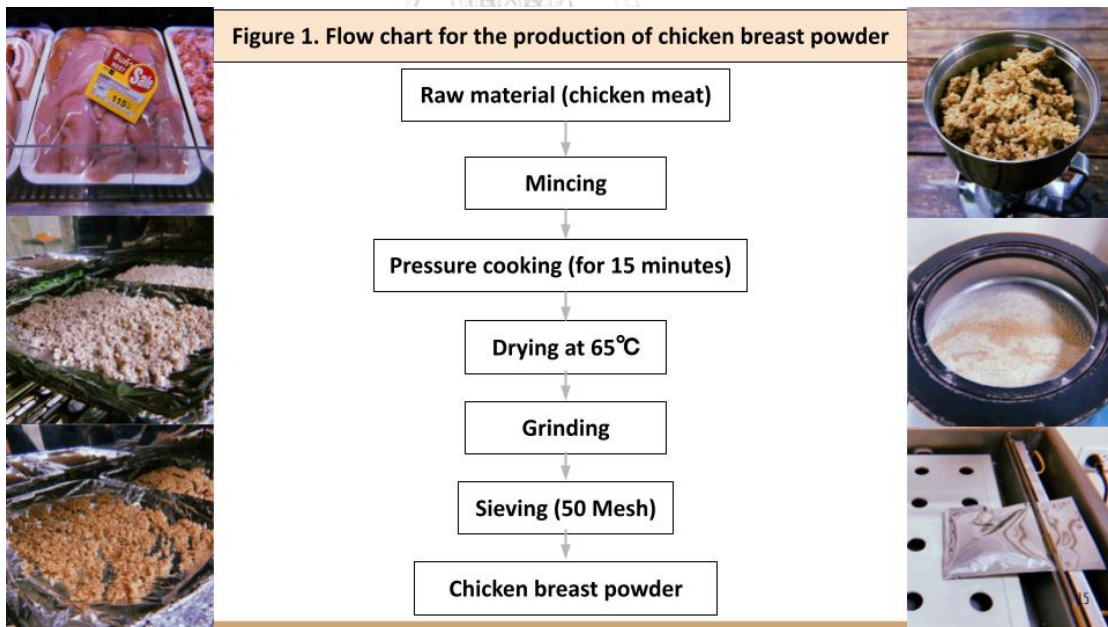 Figure 1. Flow chart for the production of chicken breast powder
Sale
115
Raw material (chicken meat)
Mincing
Pressure cooking (for 15 minutes)
Drying at 65℃
Grinding
Sieving (50 Mesh)
Chicken breast powder
15